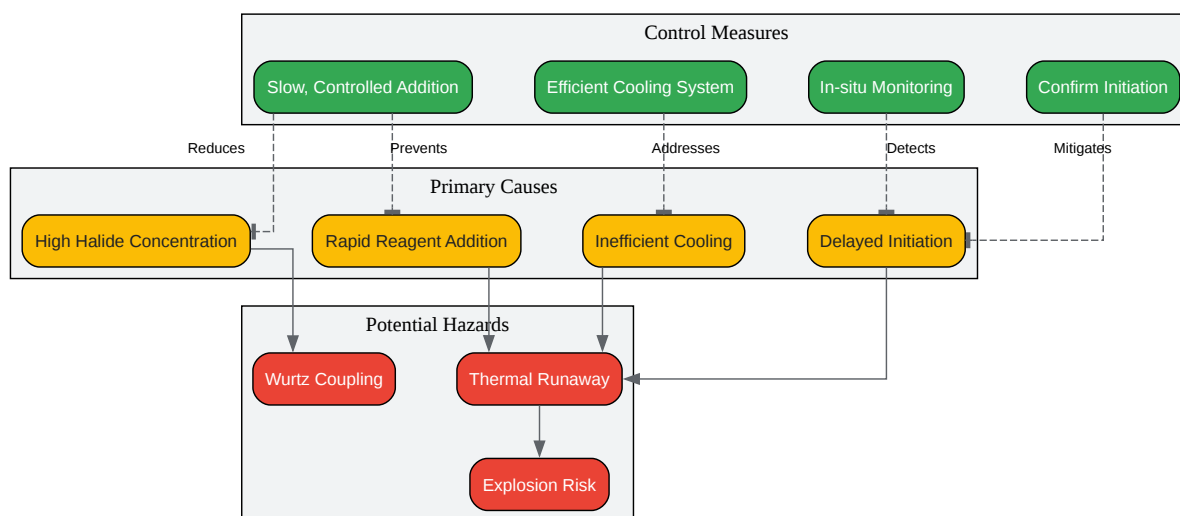 Control Measures
Slow, Controlled Addition
Efficient Cooling System
In-situ Monitoring
Confirm Initiation
Reduces
Prevents
Addresses
Detects
Mitigates
Primary Causes
High Halide Concentration
Rapid Reagent Addition
Inefficient Cooling
Delayed Initiation
Potential Hazards
Wurtz Coupling
Thermal Runaway
Explosion Risk